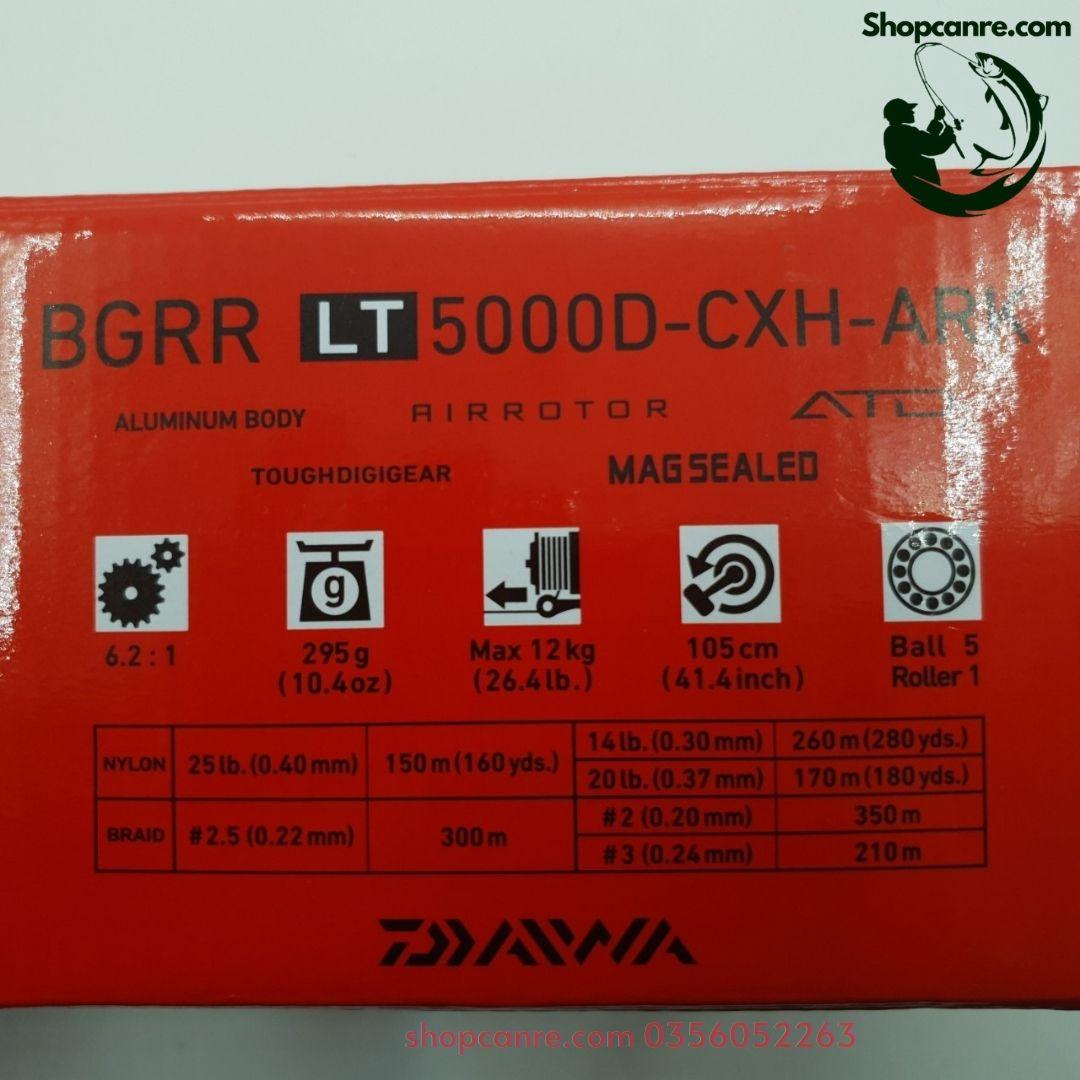 Shopcanre.com
BGRR LT 5000D-CXH-ARK
ALUMINUM BODY AIRROTOR ATD
TOUGHDIGIGEAR MAGSEALED
g
6.2 : 1 295g Max 12kg 105cm Ball 5
(10.4oz) (26.4lb.) (41.4inch) Roller 1
NYLON 25lb.(0.40mm) 150m(160yds.) 14lb.(0.30mm) 260m(280yds.)
20lb.(0.37mm) 170m(180yds.)
BRAID #2.5(0.22mm) 300m #2(0.20mm) 350m
#3(0.24mm) 210m
DAIWA
shopcanre.com 0356052263